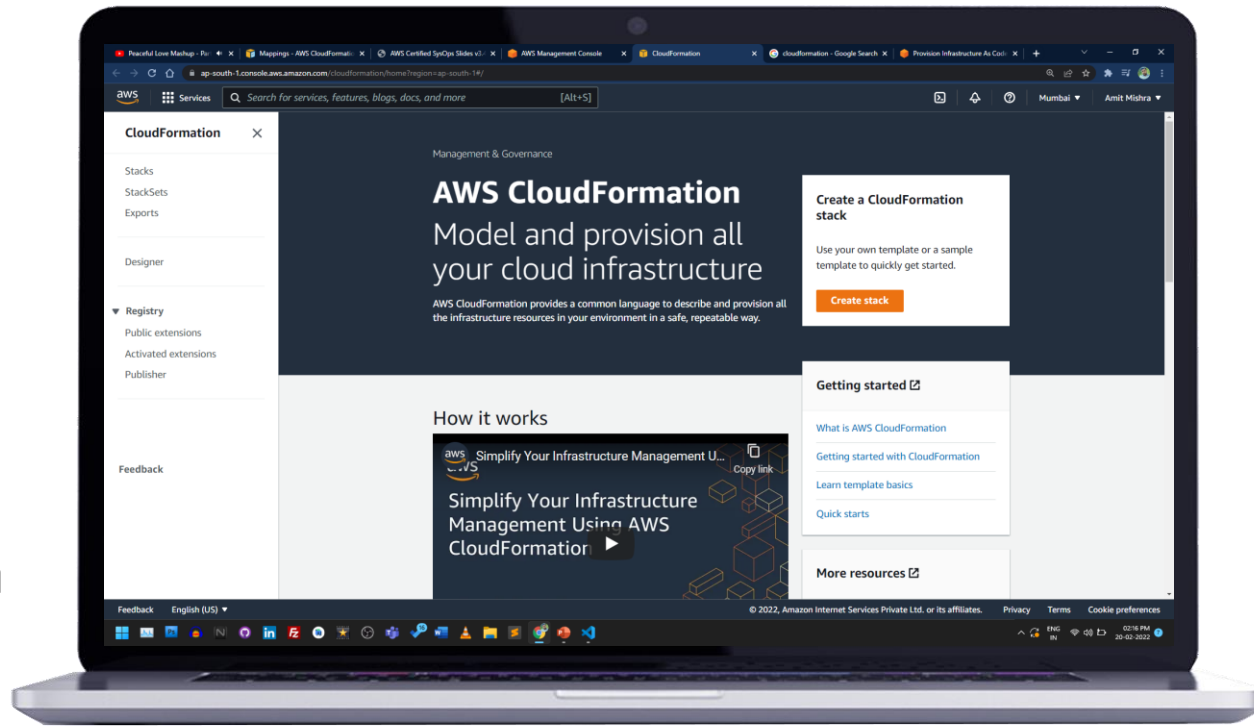 Peaceful Love Mashup - Par
Mappings - AWS CloudFormatio
AWS Certified SysOps Slides v3
AWS Management Console
CloudFormation
cloudformation - Google Search
Provision Infrastructure As Code
ap-south-1.console.aws.amazon.com/cloudformation/home?region=ap-south-1#/
aws
Services
Search for services, features, blogs, docs, and more
[Alt+S]
Mumbai ▼
Amit Mishra ▼
CloudFormation
Stacks
StackSets
Exports
Designer
Registry
Public extensions
Activated extensions
Publisher
Feedback
Management & Governance
AWS CloudFormation
Model and provision all
your cloud infrastructure
AWS CloudFormation provides a common language to describe and provision all
the infrastructure resources in your environment in a safe, repeatable way.
Create a CloudFormation
stack
Use your own template or a sample
template to quickly get started.
Create stack
Getting started
What is AWS CloudFormation
Getting started with CloudFormation
Learn template basics
Quick starts
More resources
How it works
aws
Simplify Your Infrastructure Management U...
Copy link
Simplify Your Infrastructure
Management Using AWS
CloudFormation
Feedback
English (US) ▼
© 2022, Amazon Internet Services Private Ltd. or its affiliates.
Privacy
Terms
Cookie preferences
ENG
IN
02:16 PM
20-02-2022